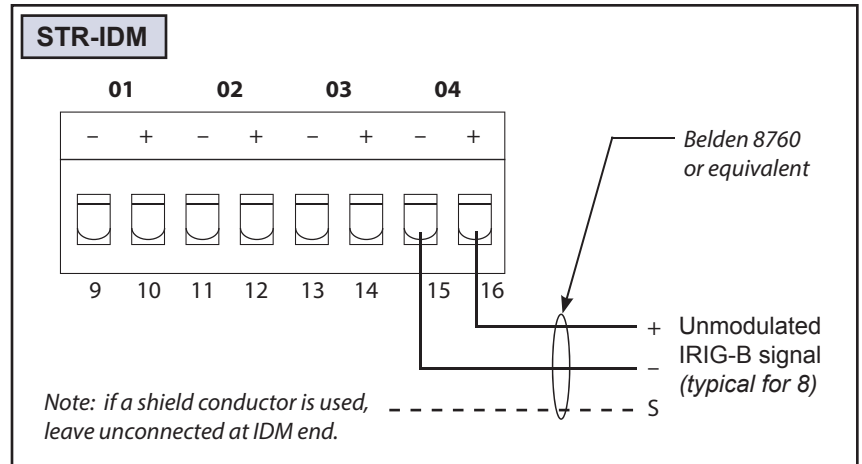 STR-IDM
01 02 03 04
– + – + – + – +
Belden 8760
or equivalent
9 10 11 12 13 14 15 16
+ Unmodulated
– IRIG-B signal
(typical for 8)
S
Note: if a shield conductor is used,
leave unconnected at IDM end.